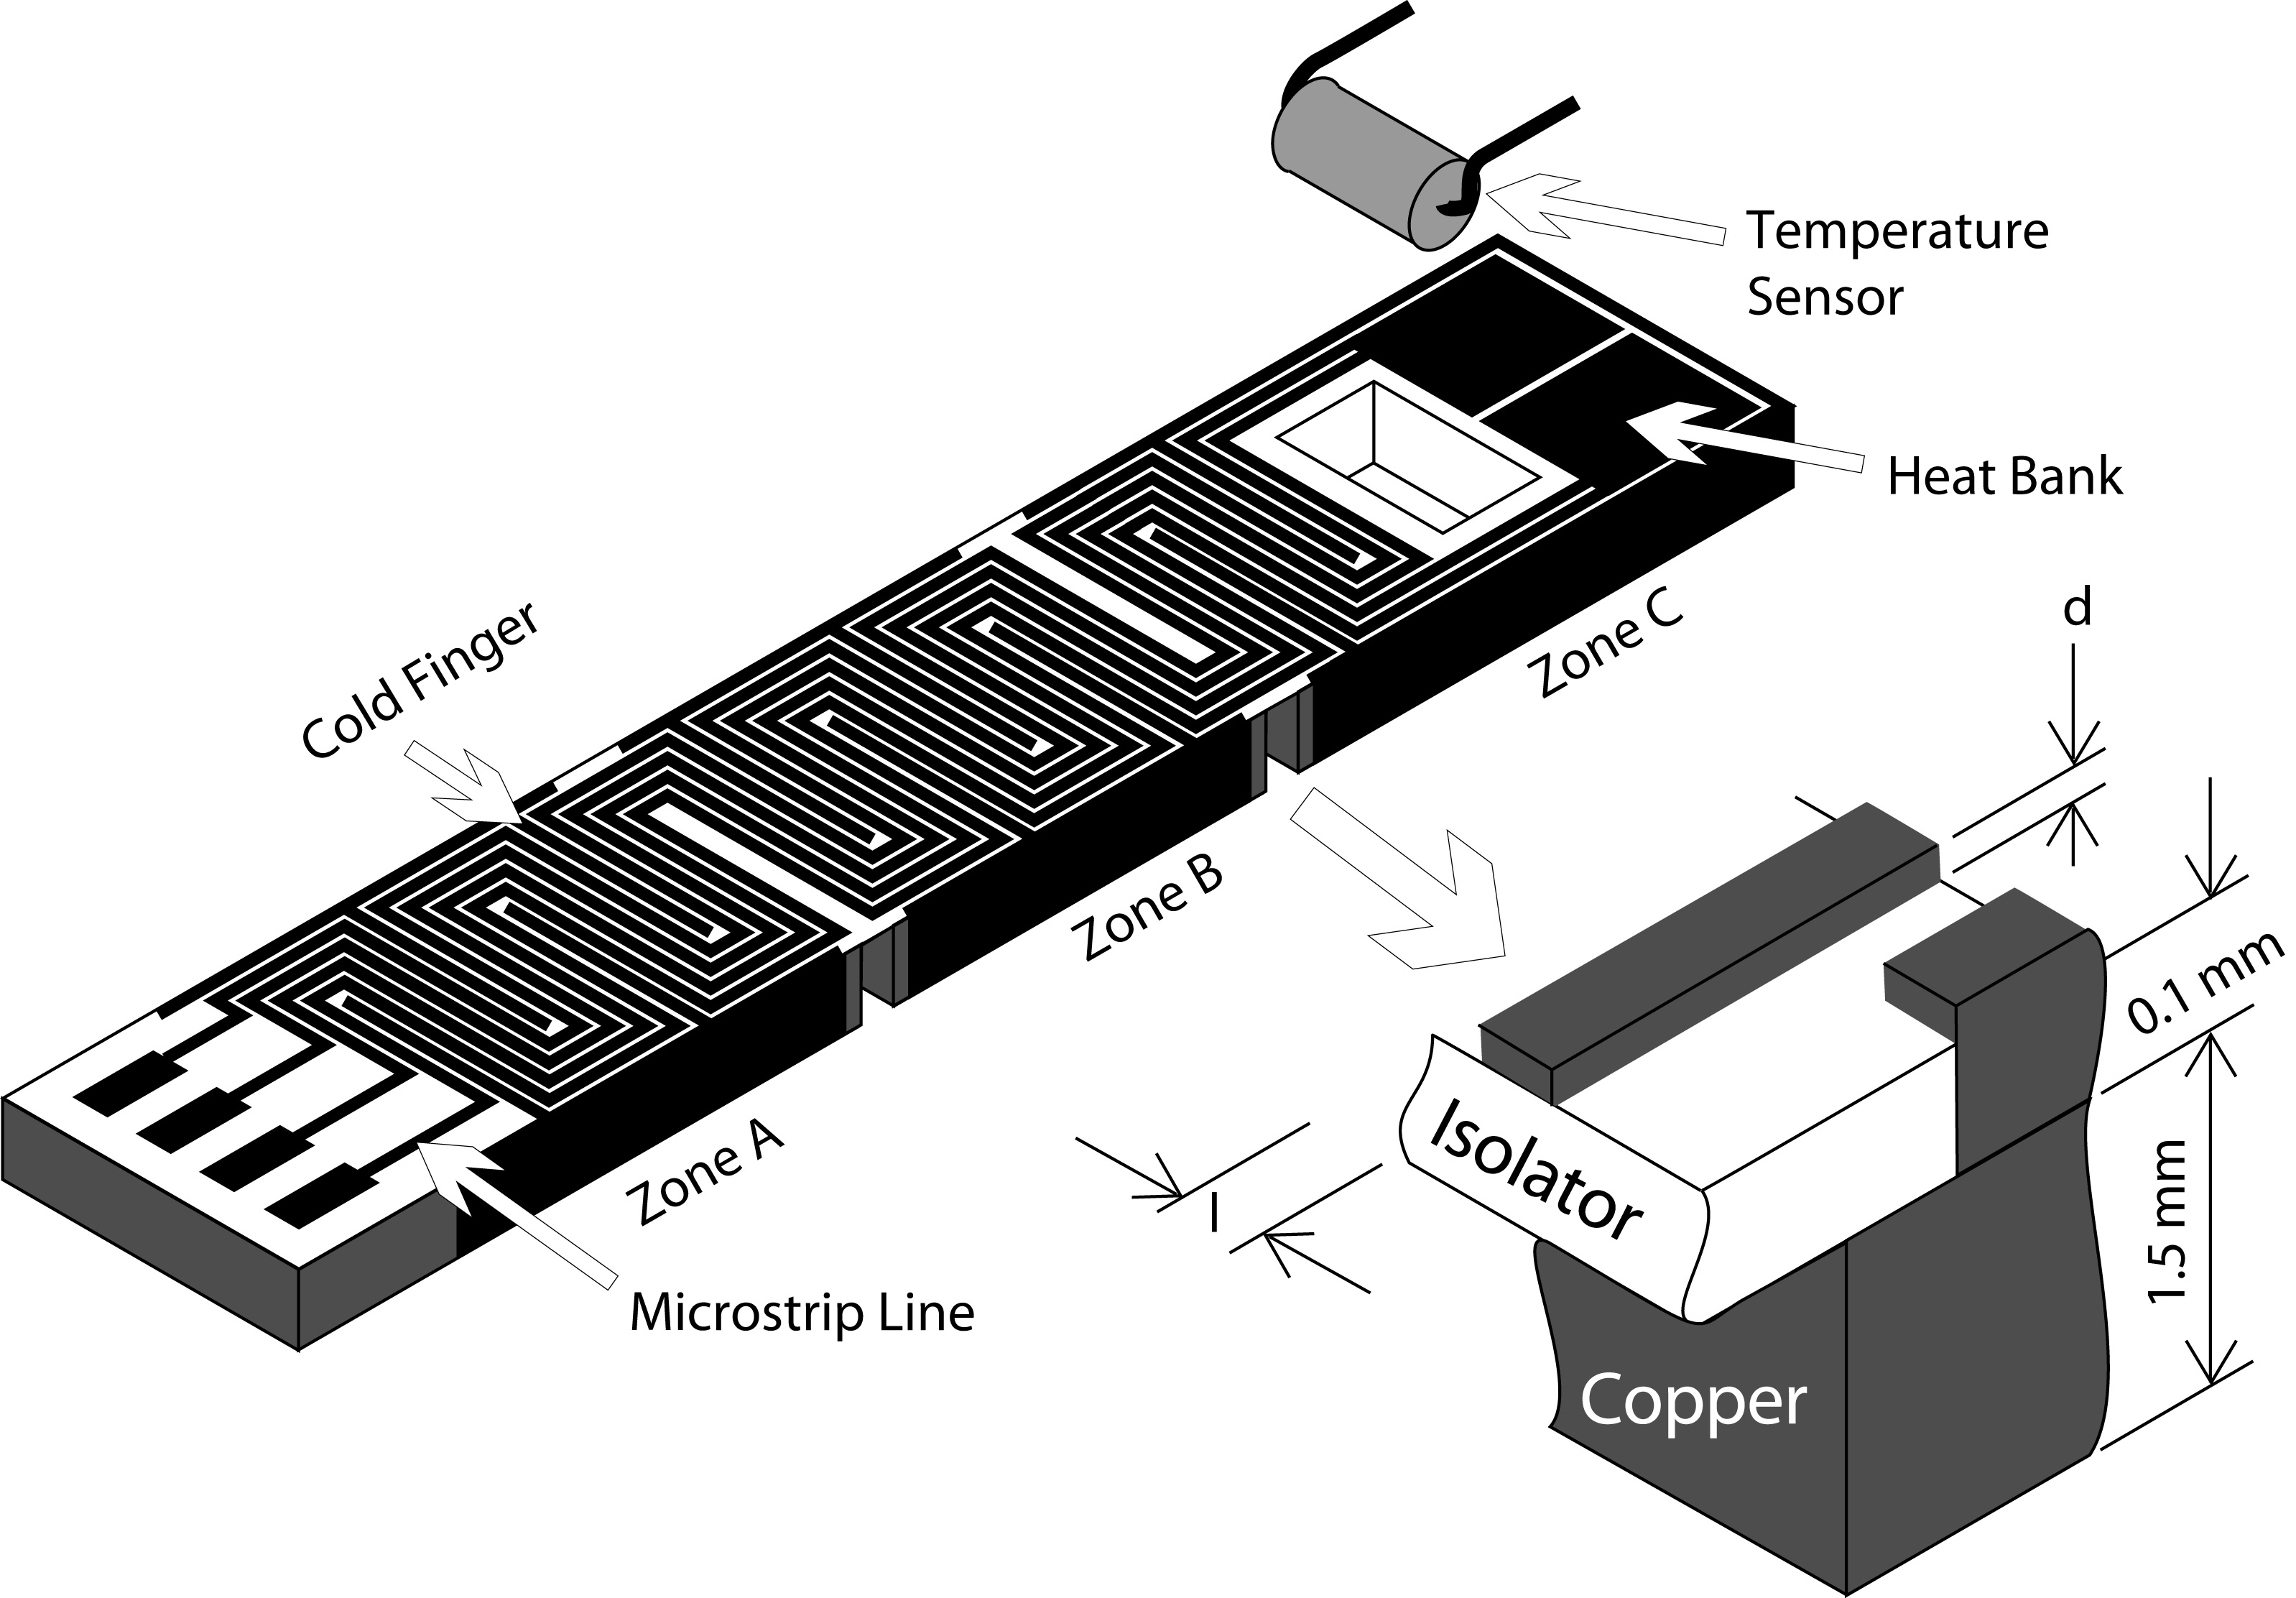 Temperature
Sensor
Heat Bank
Cold Finger
Zone C
d
Zone B
0.1 mm
Isolator
Zone A
l
1.5 mm
Microstrip Line
Copper